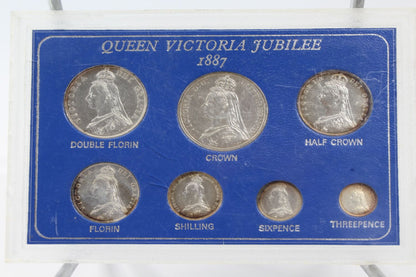 QUEEN VICTORIA JUBILEE
1887
DOUBLE FLORIN
CROWN
HALF CROWN
FLORIN
SHILLING
SIXPENCE
THREEPENCE